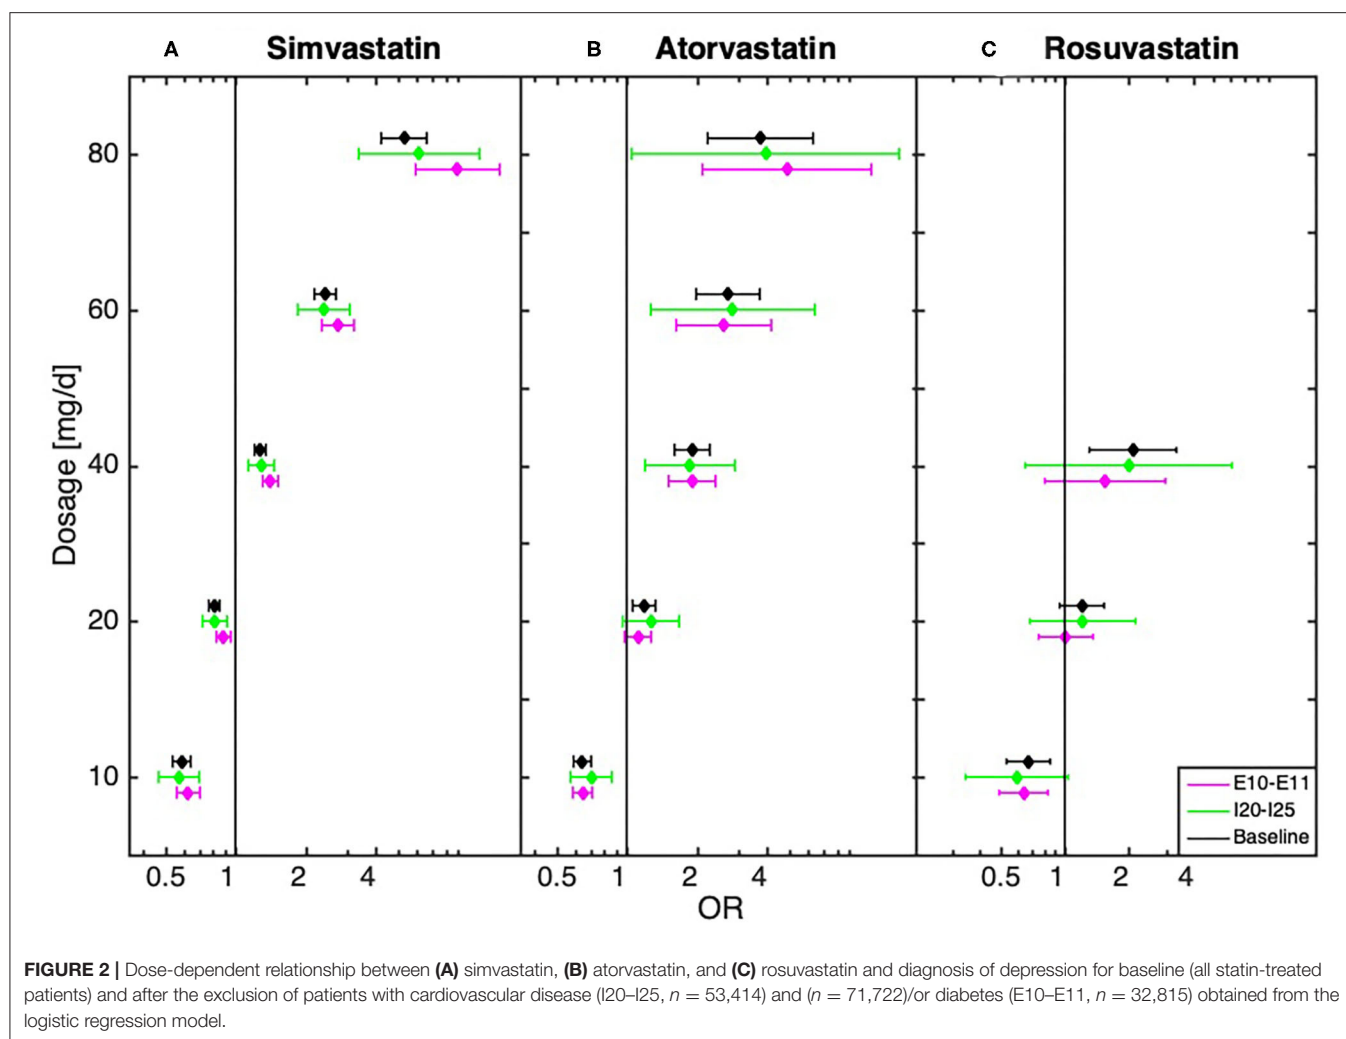 A Simvastatin B Atorvastatin C Rosuvastatin
80
60
40
20
10
Dosage [mg/d]
E10-E11
I20-I25
Baseline
0.5 1 2 4 0.5 1 2 4 0.5 1 2 4
OR
FIGURE 2 | Dose-dependent relationship between (A) simvastatin, (B) atorvastatin, and (C) rosuvastatin and diagnosis of depression for baseline (all statin-treated
patients) and after the exclusion of patients with cardiovascular disease (I20–I25, n = 53,414) and (n = 71,722)/or diabetes (E10–E11, n = 32,815) obtained from the
logistic regression model.